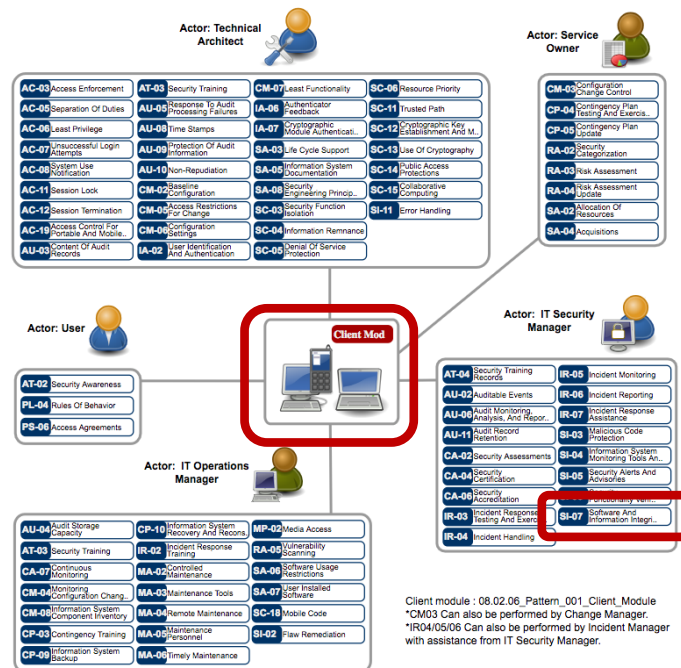 Actor: Technical
Architect
Actor: Service
Owner
AC-03 Access Enforcement
AC-05 Separation Of Duties
AC-06 Least Privilege
AC-07 Unsuccessful Login
Attempts
AC-08 System Use
Notification
AC-11 Session Lock
AC-12 Session Termination
AC-19 Access Control For
Portable And Mobile..
AU-03 Content Of Audit
Records
AT-03 Security Training
AU-05 Response To Audit
Processing Failures
AU-08 Time Stamps
AU-09 Protection Of Audit
Information
AU-10 Non-Repudiation
CM-02 Baseline
Configuration
CM-05 Access Restrictions
For Change
CM-06 Configuration
Settings
IA-02 User Identification
And Authentication
CM-07 Least Functionality
IA-06 Authenticator
Feedback
IA-07 Cryptographic
Module Authenticati..
SA-03 Life Cycle Support
SA-05 Information System
Documentation
SA-08 Security
Engineering Princip..
SC-03 Security Function
Isolation
SC-04 Information Remnance
SC-05 Denial Of Service
Protection
SC-06 Resource Priority
SC-11 Trusted Path
SC-12 Cryptographic Key
Establishment And M..
SC-13 Use Of Cryptography
SC-14 Public Access
Protections
SC-15 Collaborative
Computing
SI-11 Error Handling
CM-03 Configuration
Change Control
CP-04 Contingency Plan
Testing And Exercis..
CP-05 Contingency Plan
Update
RA-02 Security
Categorization
RA-03 Risk Assessment
RA-04 Risk Assessment
Update
SA-02 Allocation Of
Resources
SA-04 Acquisitions
Actor: User
AT-02 Security Awareness
PL-04 Rules Of Behavior
PS-06 Access Agreements
Client Mod
Actor: IT Security
Manager
AT-04 Security Training
Records
AU-02 Auditable Events
AU-06 Audit Monitoring,
Analysis, And Repor..
AU-11 Audit Record
Retention
CA-02 Security Assessments
CA-04 Security
Certification
CA-06 Security
Accreditation
IR-03 Incident Response
Testing And Exerci
IR-04 Incident Handling
IR-05 Incident Monitoring
IR-06 Incident Reporting
IR-07 Incident Response
Assistance
SI-03 Malicious Code
Protection
SI-04 Information System
Monitoring Tools An..
SI-05 Security Alerts And
Advisories
SI-07 Software And
Information Integri..
Actor: IT Operations
Manager
AU-04 Audit Storage
Capacity
AT-03 Security Training
CA-07 Continuous
Monitoring
CM-04 Monitoring
Configuration Chang..
CM-08 Information System
Component Inventory
CP-03 Contingency Training
CP-09 Information System
Backup
CP-10 Information System
Recovery And Recons..
IR-02 Incident Response
Training
MA-02 Controlled
Maintenance
MA-03 Maintenance Tools
MA-04 Remote Maintenance
MA-05 Maintenance
Personnel
MA-06 Timely Maintenance
MP-02 Media Access
RA-05 Vulnerability
Scanning
SA-06 Software Usage
Restrictions
SA-07 User Installed
Software
SC-18 Mobile Code
SI-02 Flaw Remediation
Client module : 08.02.06_Pattern_001_Client_Module
*CM03 Can also be performed by Change Manager.
*IR04/05/06 Can also be performed by Incident Manager
with assistance from IT Security Manager.